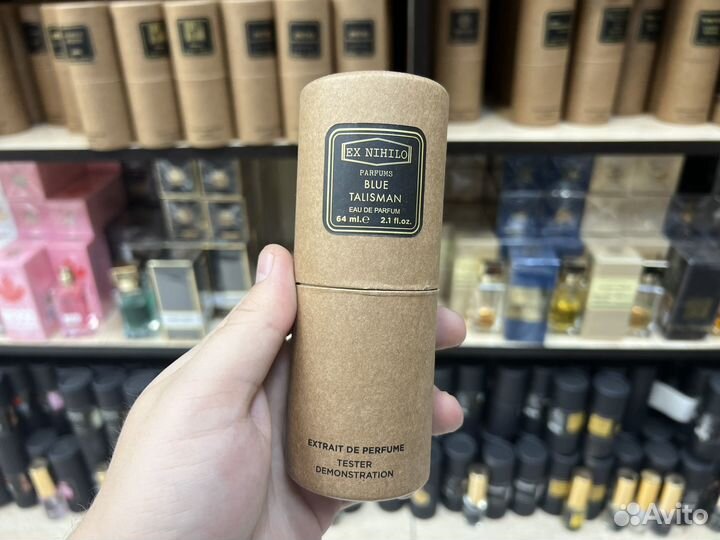 EX NIHILO
PARFUMS
BLUE
TALISMAN
EAU DE PARFUM
64 ml.℮ 2.1 fl.oz.
EXTRAIT DE PERFUME
TESTER
DEMONSTRATION
Avito